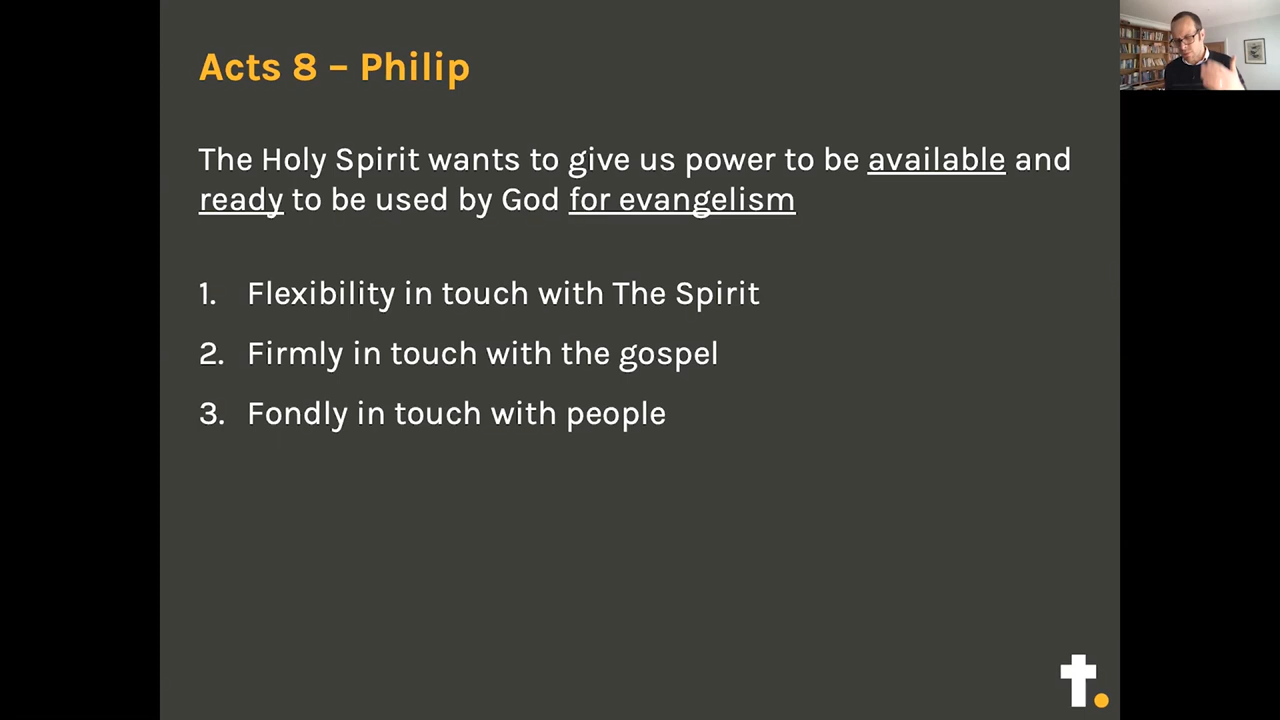 Acts 8 – Philip
The Holy Spirit wants to give us power to be available and
ready to be used by God for evangelism
1. Flexibility in touch with The Spirit
2. Firmly in touch with the gospel
3. Fondly in touch with people